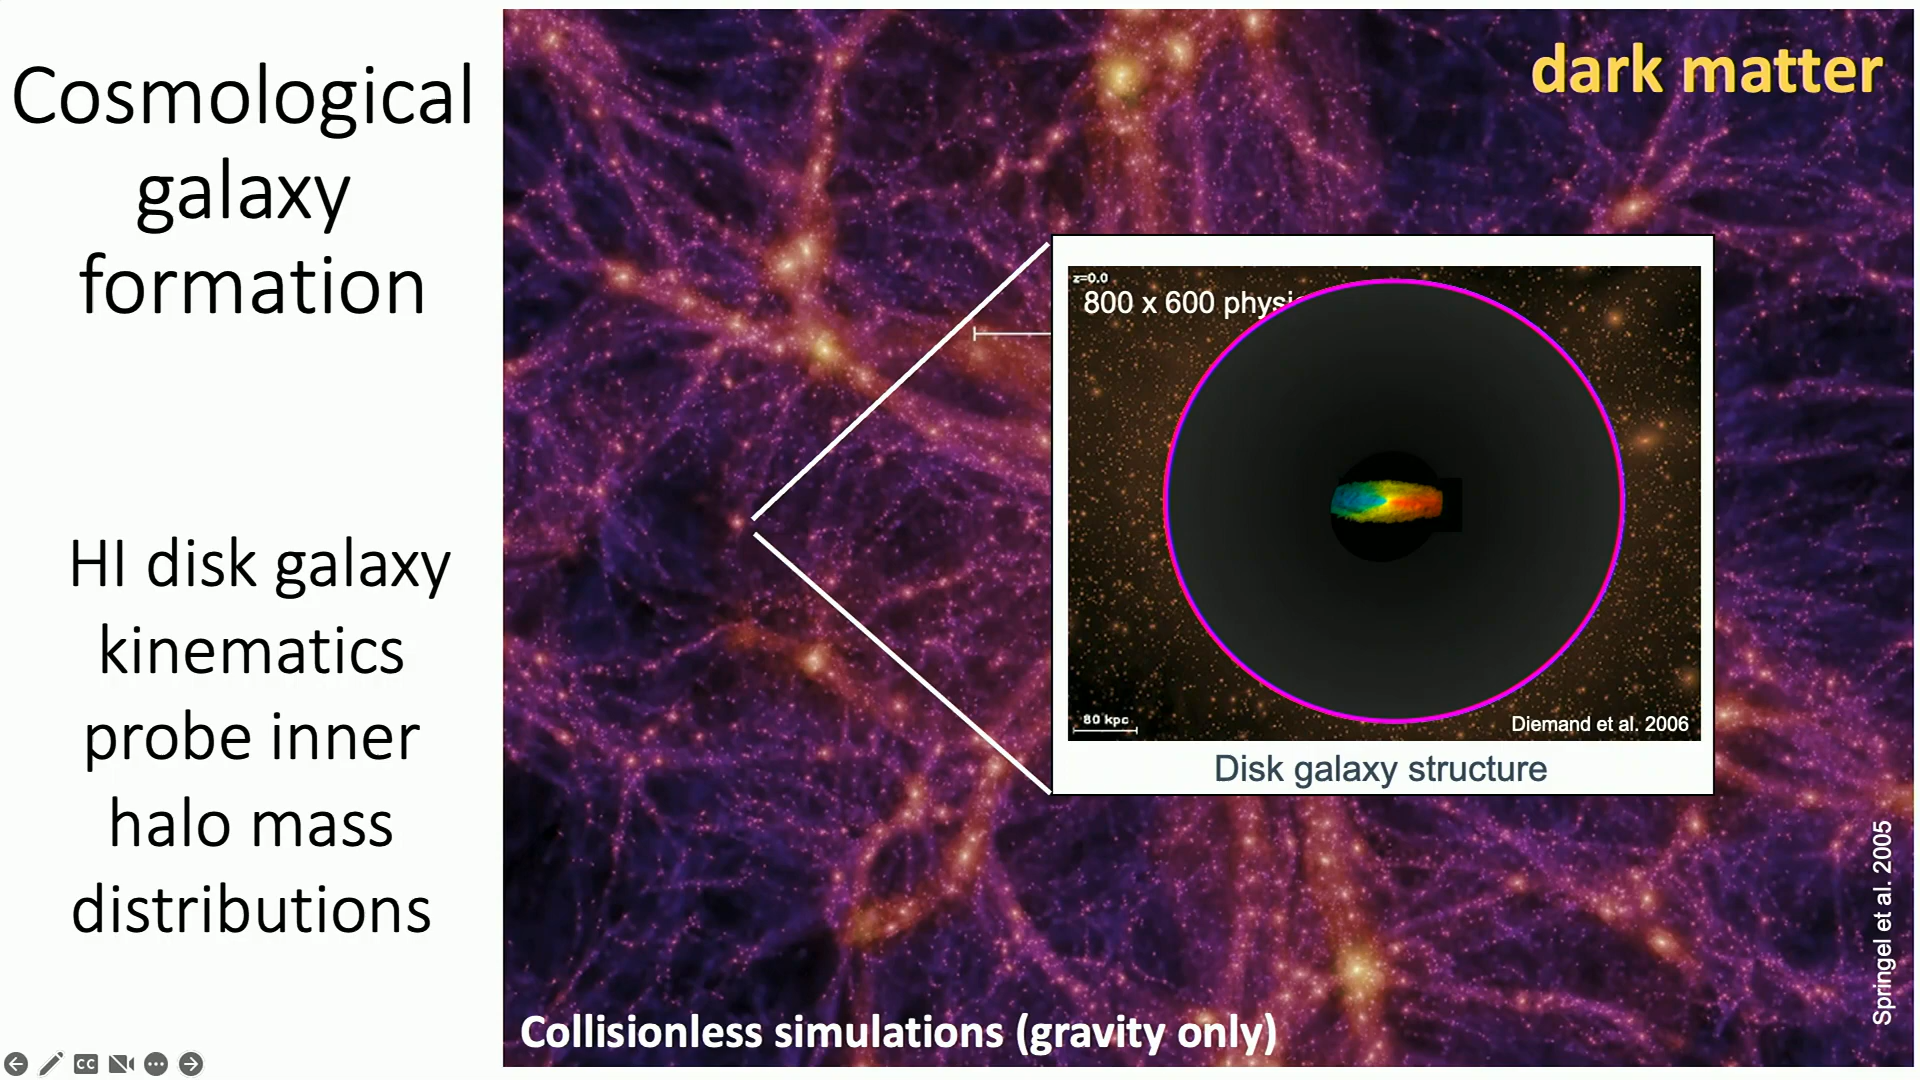 Cosmological
galaxy
formation
HI disk galaxy
kinematics
probe inner
halo mass
distributions
dark matter
z=0.0
800 x 600 physi
80 kpc
Diemand et al. 2006
Disk galaxy structure
Springel et al. 2005
Collisionless simulations (gravity only)
CC